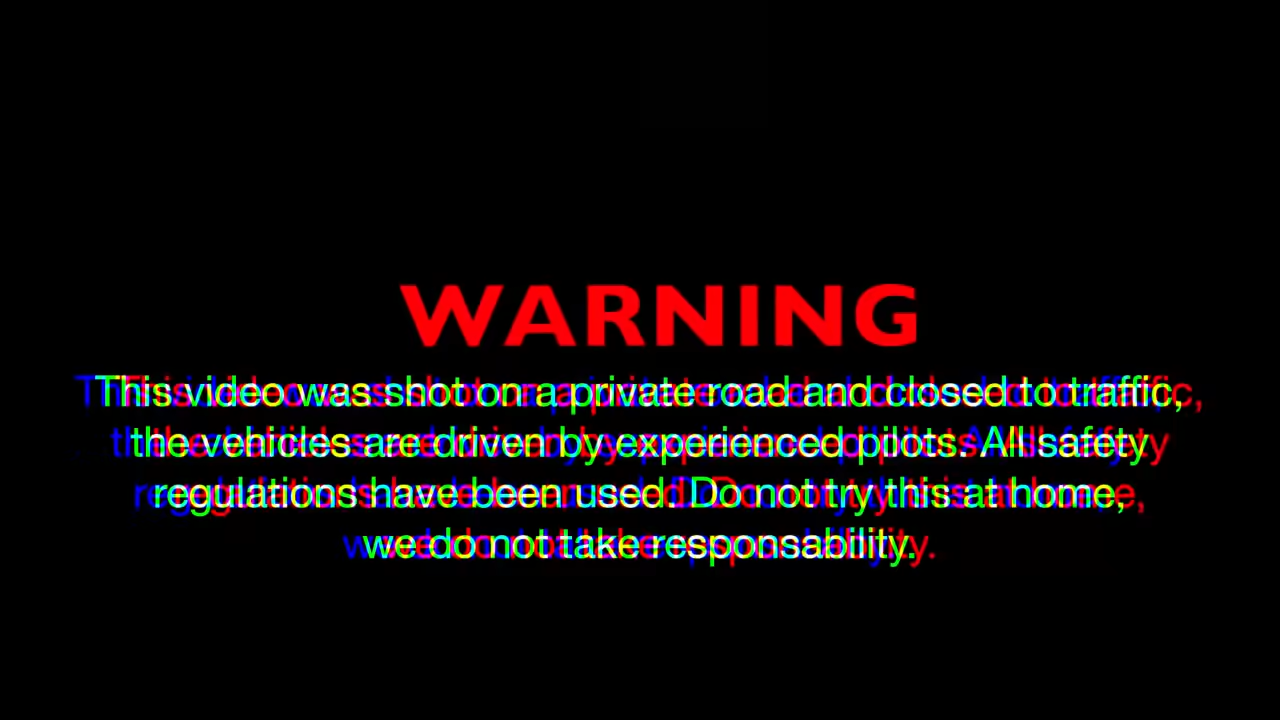 WARNING
This video was shot on a private road and closed to traffic,
the vehicles are driven by experienced pilots. All safety
regulations have been used. Do not try this at home,
we do not take responsability.